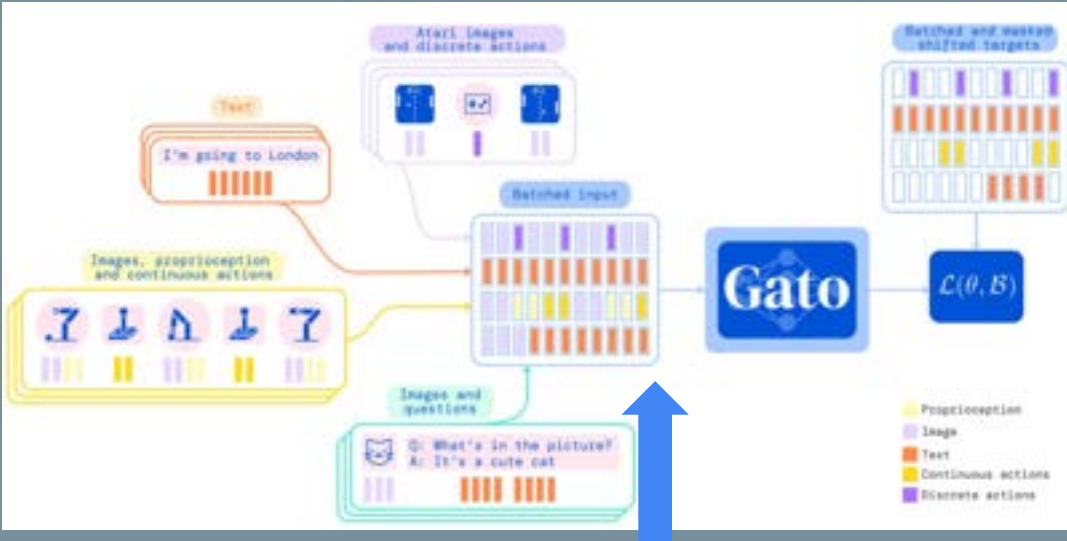 Atari images
and discrete actions
Batched and masked
shifted targets
Text
I'm going to London
Batched input
Images, proprioception
and continuous actions
Gato
L(θ, B)
Images and
questions
Q: What's in the picture?
A: It's a cute cat
Proprioception
Image
Text
Continuous actions
Discrete actions